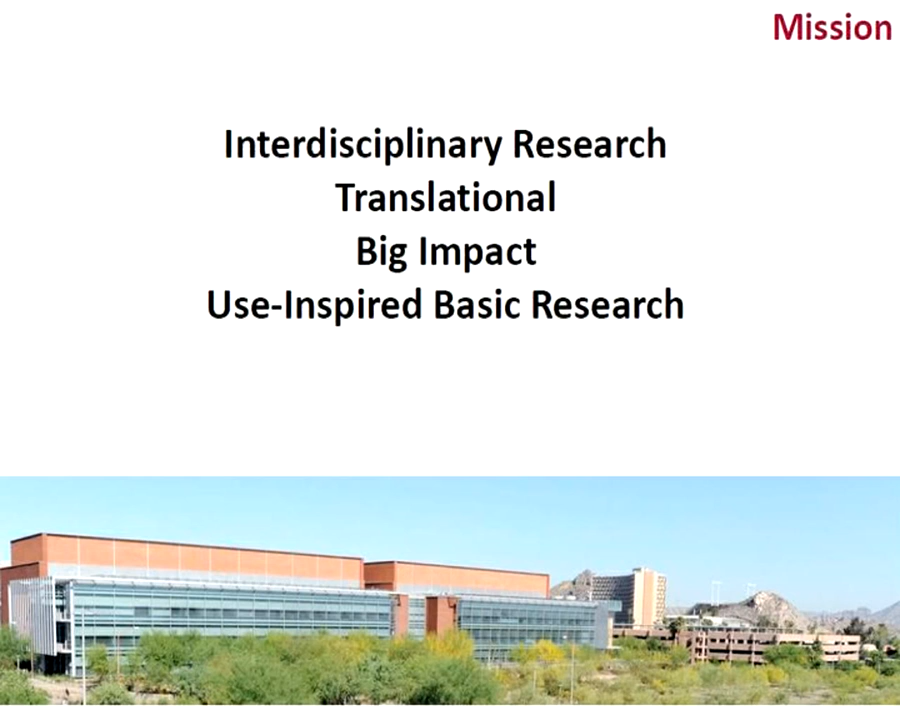 Mission
Interdisciplinary Research
Translational
Big Impact
Use-Inspired Basic Research